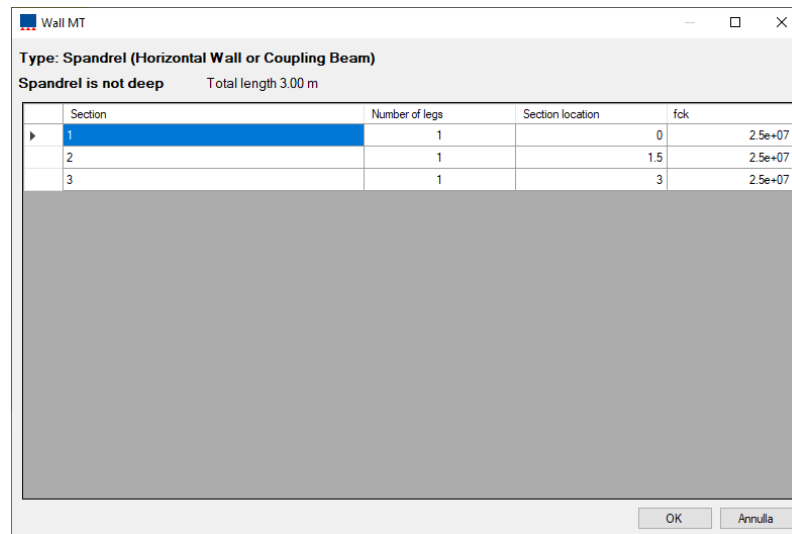 Wall MT
Type: Spandrel (Horizontal Wall or Coupling Beam)
Spandrel is not deep Total length 3.00 m
Section Number of legs Section location fck
1 1 0 2.5e+07
2 1 1.5 2.5e+07
3 1 3 2.5e+07
OK Annulla